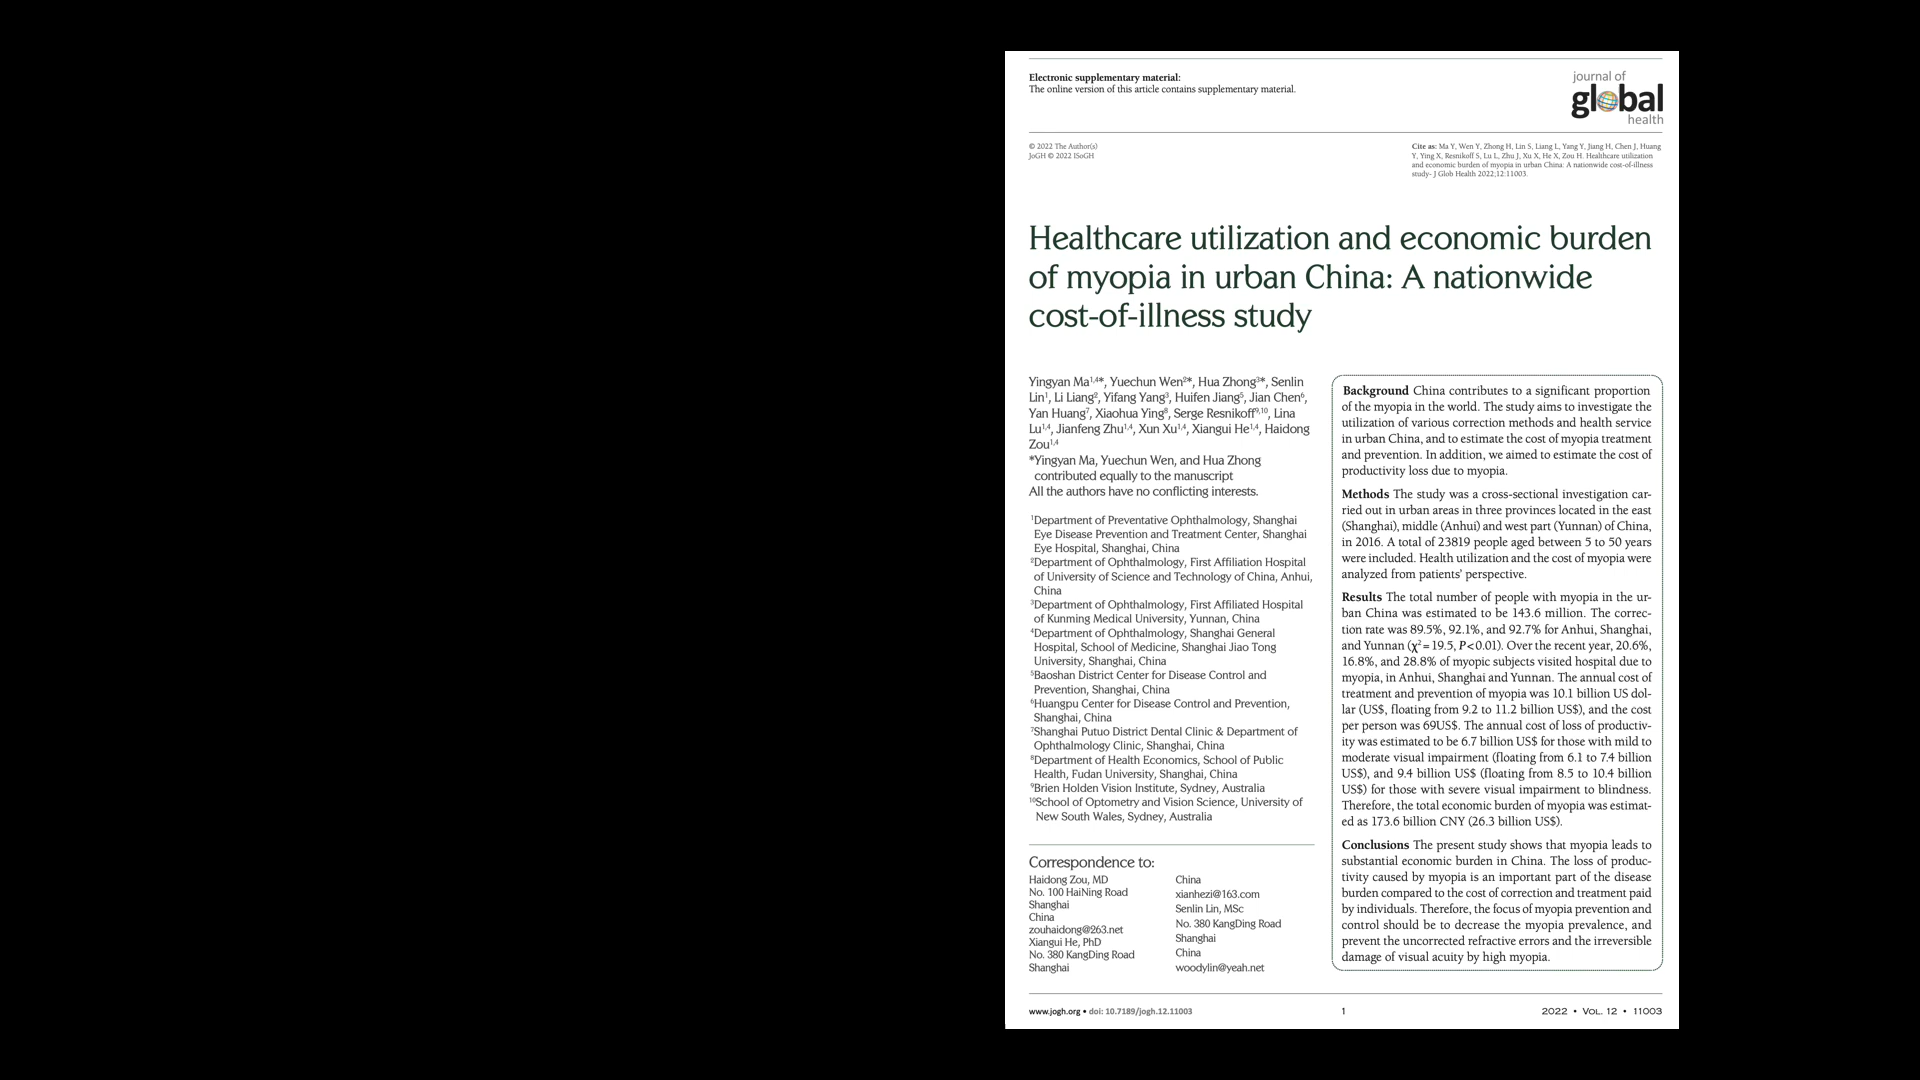 Electronic supplementary material:
The online version of this article contains supplementary material.
journal of
global
health
© 2022 The Author(s)
JoGH © 2022 ISoGH
Cite as: Ma Y, Wen Y, Zhong H, Lin S, Liang L, Yang Y, Jiang H, Chen J, Huang
Y, Ying X, Resnikoff S, Lu L, Zhu J, Xu X, He X, Zou H. Healthcare utilization
and economic burden of myopia in urban China: A nationwide cost-of-illness
study- J Glob Health 2022;12:11003.
Healthcare utilization and economic burden
of myopia in urban China: A nationwide
cost-of-illness study
Yingyan Ma1,4*, Yuechun Wen2*, Hua Zhong3*, Senlin
Lin1, Li Liang2, Yifang Yang3, Huifen Jiang5, Jian Chen6,
Yan Huang7, Xiaohua Ying8, Serge Resnikoff9,10, Lina
Lu1,4, Jianfeng Zhu1,4, Xun Xu1,4, Xiangui He1,4, Haidong
Zou1,4
*Yingyan Ma, Yuechun Wen, and Hua Zhong
contributed equally to the manuscript
All the authors have no conflicting interests.
1Department of Preventative Ophthalmology, Shanghai
Eye Disease Prevention and Treatment Center, Shanghai
Eye Hospital, Shanghai, China
2Department of Ophthalmology, First Affiliation Hospital
of University of Science and Technology of China, Anhui,
China
3Department of Ophthalmology, First Affiliated Hospital
of Kunming Medical University, Yunnan, China
4Department of Ophthalmology, Shanghai General
Hospital, School of Medicine, Shanghai Jiao Tong
University, Shanghai, China
5Baoshan District Center for Disease Control and
Prevention, Shanghai, China
6Huangpu Center for Disease Control and Prevention,
Shanghai, China
7Shanghai Putuo District Dental Clinic & Department of
Ophthalmology Clinic, Shanghai, China
8Department of Health Economics, School of Public
Health, Fudan University, Shanghai, China
9Brien Holden Vision Institute, Sydney, Australia
10School of Optometry and Vision Science, University of
New South Wales, Sydney, Australia
Correspondence to:
Haidong Zou, MD
No. 100 HaiNing Road
Shanghai
China
zouhaidong@263.net
Xiangui He, PhD
No. 380 KangDing Road
Shanghai
China
xianhezi@163.com
Senlin Lin, MSc
No. 380 KangDing Road
Shanghai
China
woodylin@yeah.net
Background China contributes to a significant proportion
of the myopia in the world. The study aims to investigate the
utilization of various correction methods and health service
in urban China, and to estimate the cost of myopia treatment
and prevention. In addition, we aimed to estimate the cost of
productivity loss due to myopia.
Methods The study was a cross-sectional investigation car-
ried out in urban areas in three provinces located in the east
(Shanghai), middle (Anhui) and west part (Yunnan) of China,
in 2016. A total of 23819 people aged between 5 to 50 years
were included. Health utilization and the cost of myopia were
analyzed from patients' perspective.
Results The total number of people with myopia in the ur-
ban China was estimated to be 143.6 million. The correc-
tion rate was 89.5%, 92.1%, and 92.7% for Anhui, Shanghai,
and Yunnan (χ2=19.5, P<0.01). Over the recent year, 20.6%,
16.8%, and 28.8% of myopic subjects visited hospital due to
myopia, in Anhui, Shanghai and Yunnan. The annual cost of
treatment and prevention of myopia was 10.1 billion US dol-
lar (US$, floating from 9.2 to 11.2 billion US$), and the cost
per person was 69US$. The annual cost of loss of productiv-
ity was estimated to be 6.7 billion US$ for those with mild to
moderate visual impairment (floating from 6.1 to 7.4 billion
US$), and 9.4 billion US$ (floating from 8.5 to 10.4 billion
US$) for those with severe visual impairment to blindness.
Therefore, the total economic burden of myopia was estimat-
ed as 173.6 billion CNY (26.3 billion US$).
Conclusions The present study shows that myopia leads to
substantial economic burden in China. The loss of produc-
tivity caused by myopia is an important part of the disease
burden compared to the cost of correction and treatment paid
by individuals. Therefore, the focus of myopia prevention and
control should be to decrease the myopia prevalence, and
prevent the uncorrected refractive errors and the irreversible
damage of visual acuity by high myopia.
www.jogh.org • doi: 10.7189/jogh.12.11003
1
2022 • Vol. 12 • 11003